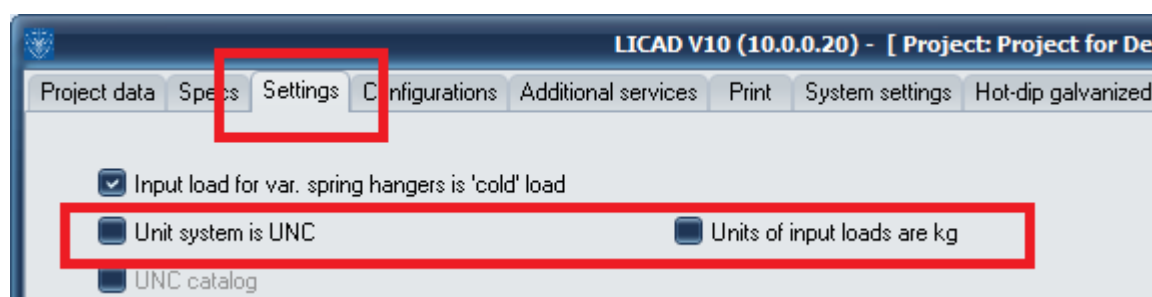 LICAD V10 (10.0.0.20) - [ Project: Project for De
Project data Specs Settings Configurations Additional services Print System settings Hot-dip galvanized
Input load for var. spring hangers is 'cold' load
Unit system is UNC Units of input loads are kg
UNC catalog